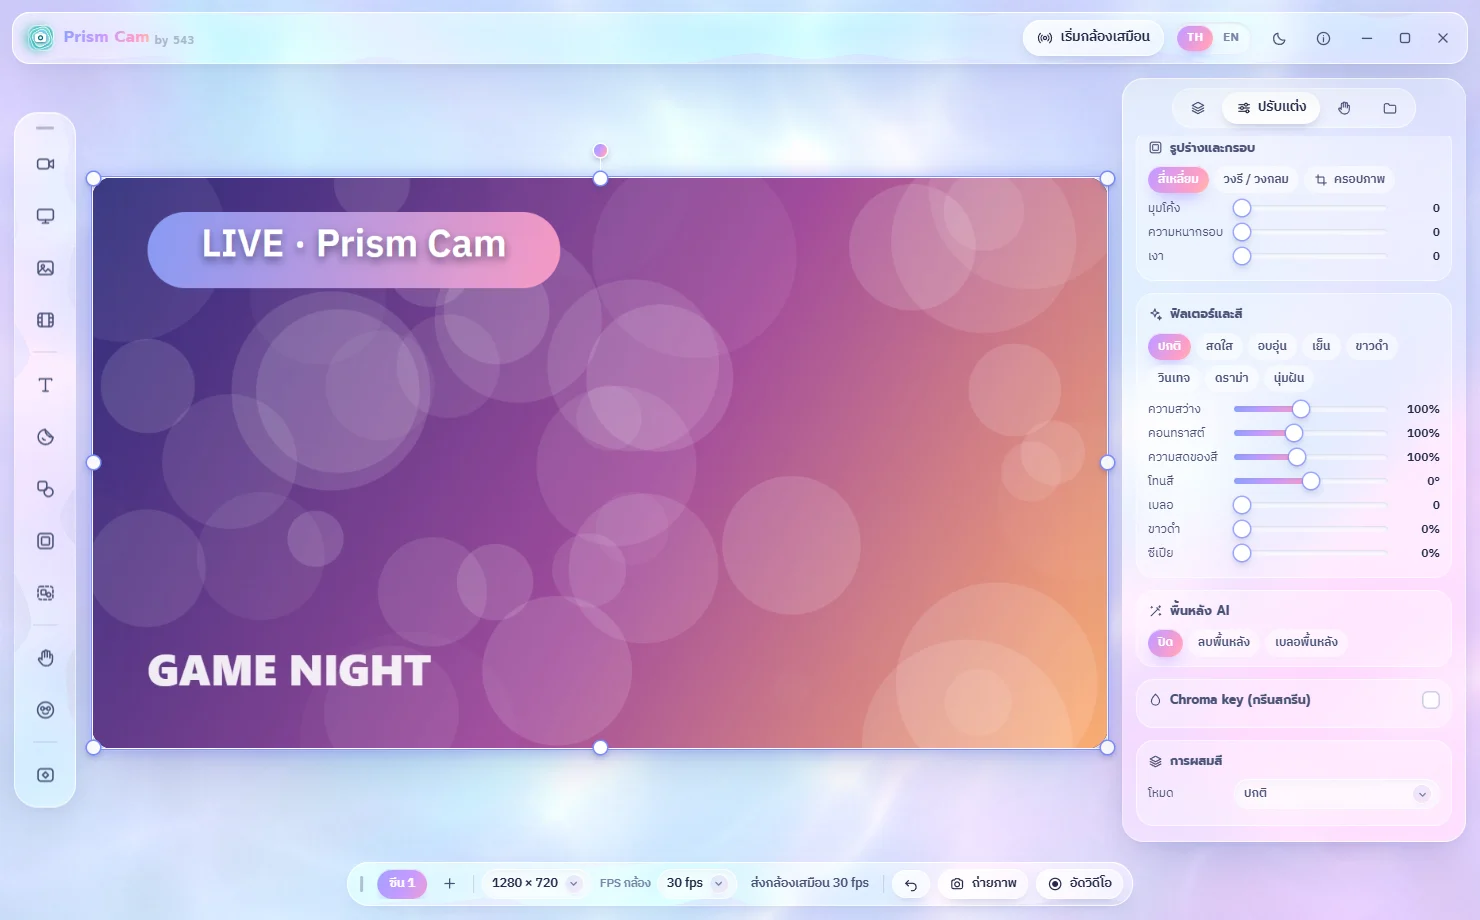 Prism Cam by 543
เริ่มกล้องเสมือน
TH EN
ปรับแต่ง
LIVE · Prism Cam
GAME NIGHT
รูปร่างและกรอบ
สี่เหลี่ยม วงรี / วงกลม ครอปภาพ
มุมโค้ง 0
ความหนากรอบ 0
เงา 0
ฟิลเตอร์และสี
ปกติ สดใส อบอุ่น เย็น ขาวดำ
วินเทจ ดราม่า นุ่มฝัน
ความสว่าง 100%
คอนทราสต์ 100%
ความสดของสี 100%
โทนสี 0°
เบลอ 0
ขาวดำ 0%
ซีเปีย 0%
พื้นหลัง AI
ปิด ลบพื้นหลัง เบลอพื้นหลัง
Chroma key (กรีนสกรีน)
การผสมสี
โหมด ปกติ
ซีน 1 1280 × 720 FPS กล้อง 30 fps ส่งกล้องเสมือน 30 fps ถ่ายภาพ อัดวิดีโอ